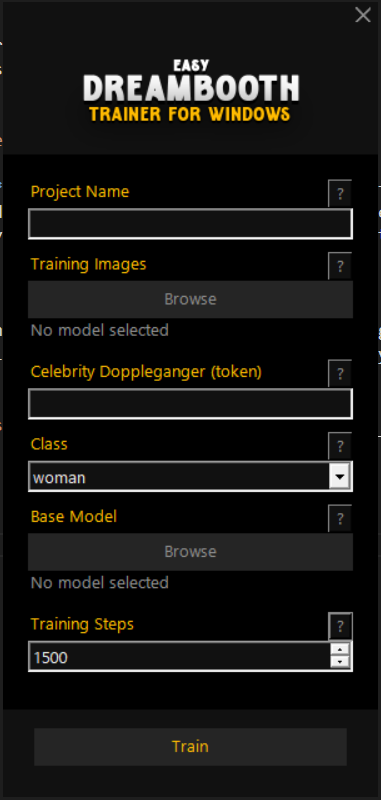 EASY
DREAMBOOTH
TRAINER FOR WINDOWS
Project Name ?
Training Images ?
Browse
No model selected
Celebrity Doppleganger (token) ?
Class ?
woman
Base Model ?
Browse
No model selected
Training Steps ?
1500
Train